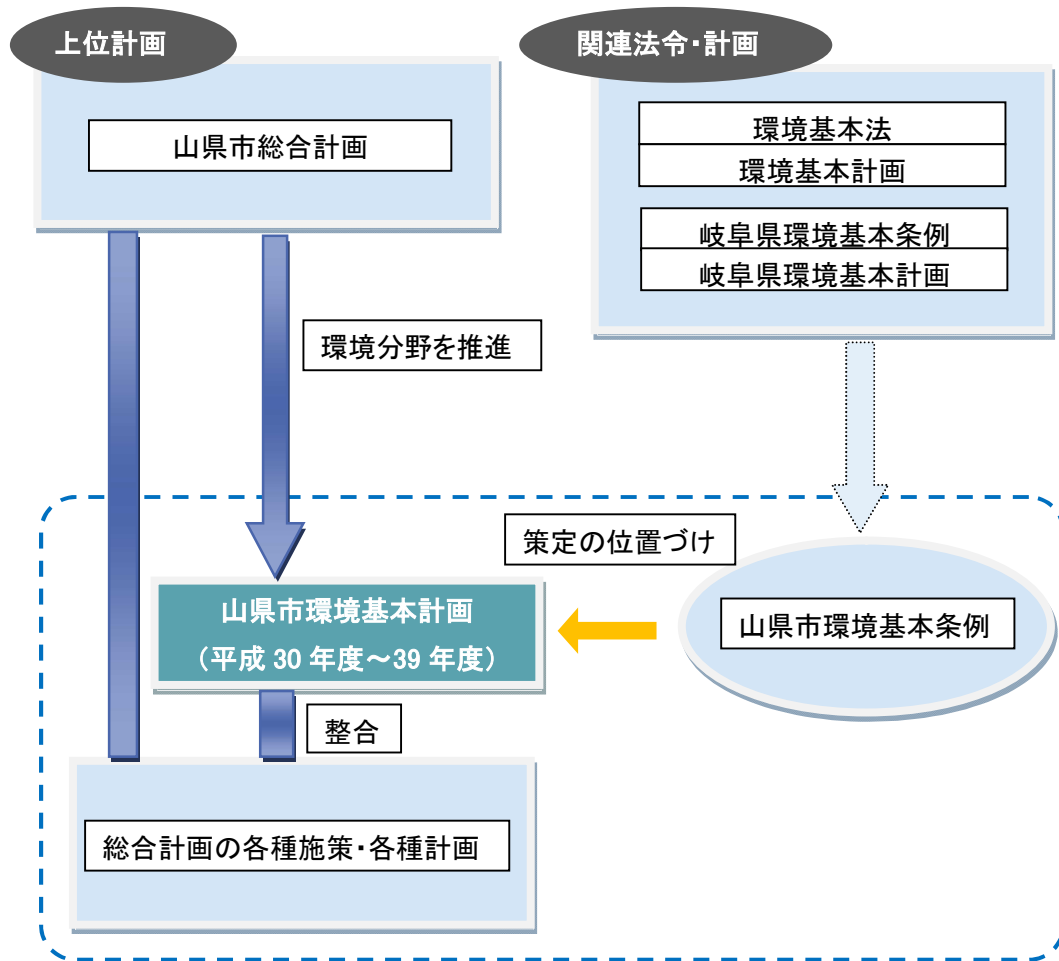 上位計画
関連法令・計画
山県市総合計画
環境基本法
環境基本計画
岐阜県環境基本条例
岐阜県環境基本計画
環境分野を推進
策定の位置づけ
山県市環境基本計画
（平成 30 年度～39 年度）
山県市環境基本条例
整合
総合計画の各種施策・各種計画